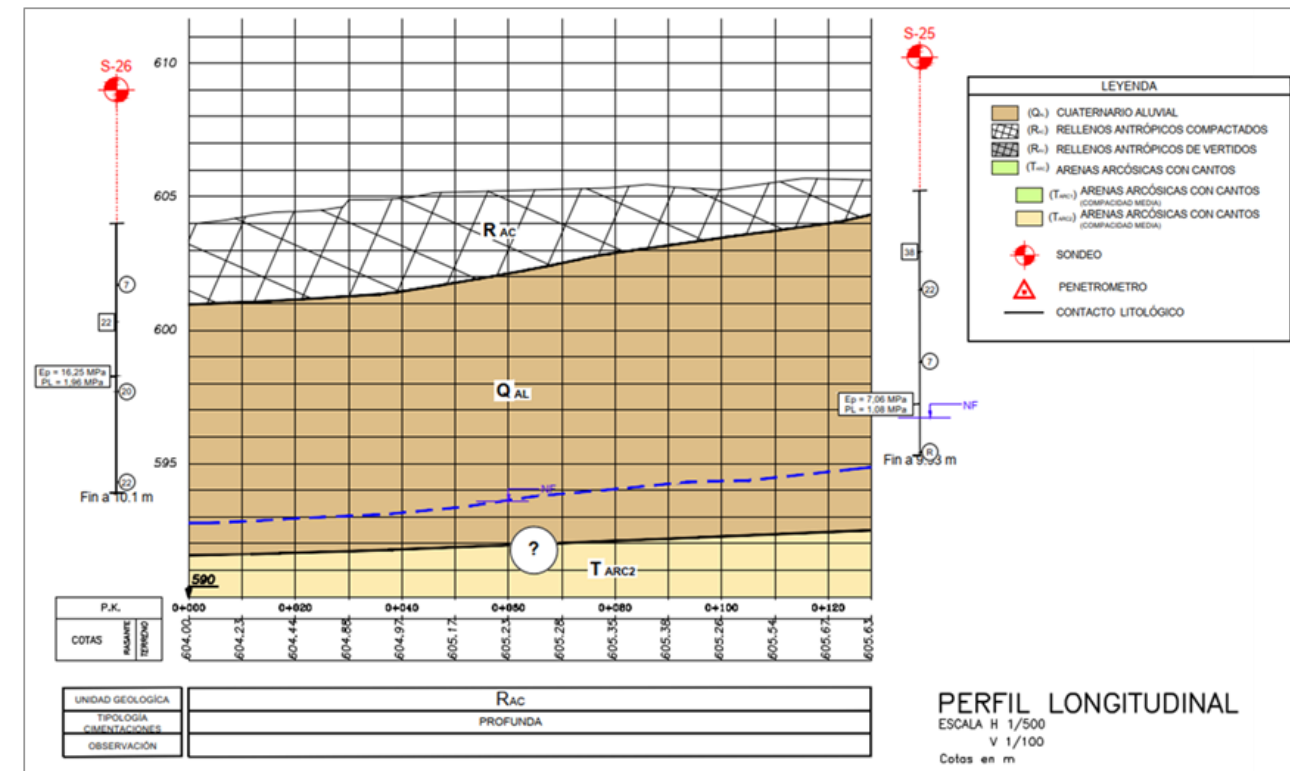 S-26
610
605
600
595
590
7
22
Ep = 16,25 MPa
PL = 1,96 MPa
20
22
Fin a 10.1 m
R AC
Q AL
NF
?
T ARC2
S-25
38
22
7
Ep = 7,06 MPa
PL = 1,08 MPa
NF
R
Fin a 9.93 m
LEYENDA
CUATERNARIO ALUVIAL
RELLENOS ANTRÓPICOS COMPACTADOS
RELLENOS ANTRÓPICOS DE VERTIDOS
ARENAS ARCÓSICAS CON CANTOS
(TARC1) ARENAS ARCÓSICAS CON CANTOS
(COMPACIDAD MEDIA)
(TARC2) ARENAS ARCÓSICAS CON CANTOS
(COMPACIDAD MEDIA)
SONDEO
PENETROMETRO
CONTACTO LITOLÓGICO
P.K. 0+000 0+020 0+040 0+060 0+080 0+100 0+120
COTAS RASANTE TERRENO 604.00 604.23 604.44 604.88 604.97 605.17 605.23 605.28 605.35 605.38 605.26 605.54 605.67 605.63
UNIDAD GEOLOGÍCA RAC
TIPOLOGÍA CIMENTACIONES PROFUNDA
OBSERVACIÓN
PERFIL LONGITUDINAL
ESCALA H 1/500
V 1/100
Cotas en m